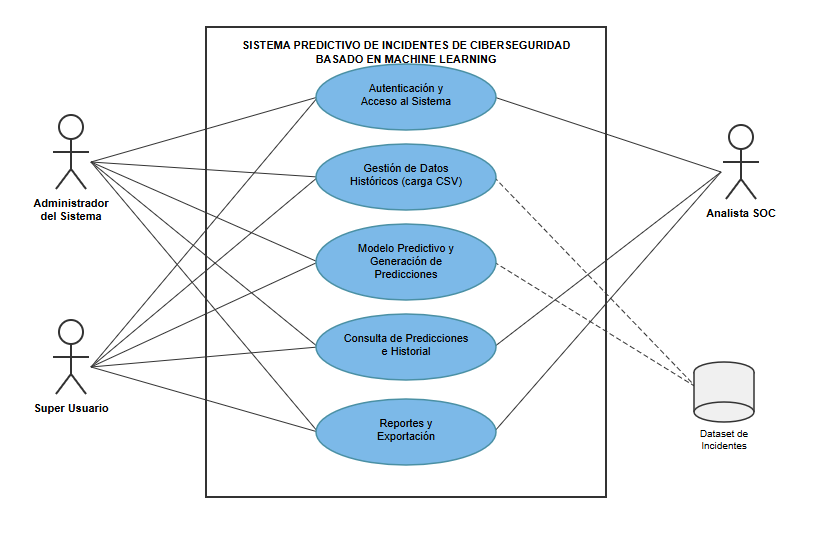 SISTEMA PREDICTIVO DE INCIDENTES DE CIBERSEGURIDAD
BASADO EN MACHINE LEARNING
Autenticación y
Acceso al Sistema
Gestión de Datos
Históricos (carga CSV)
Modelo Predictivo y
Generación de
Predicciones
Consulta de Predicciones
e Historial
Reportes y
Exportación
Administrador
del Sistema
Super Usuario
Analista SOC
Dataset de
Incidentes